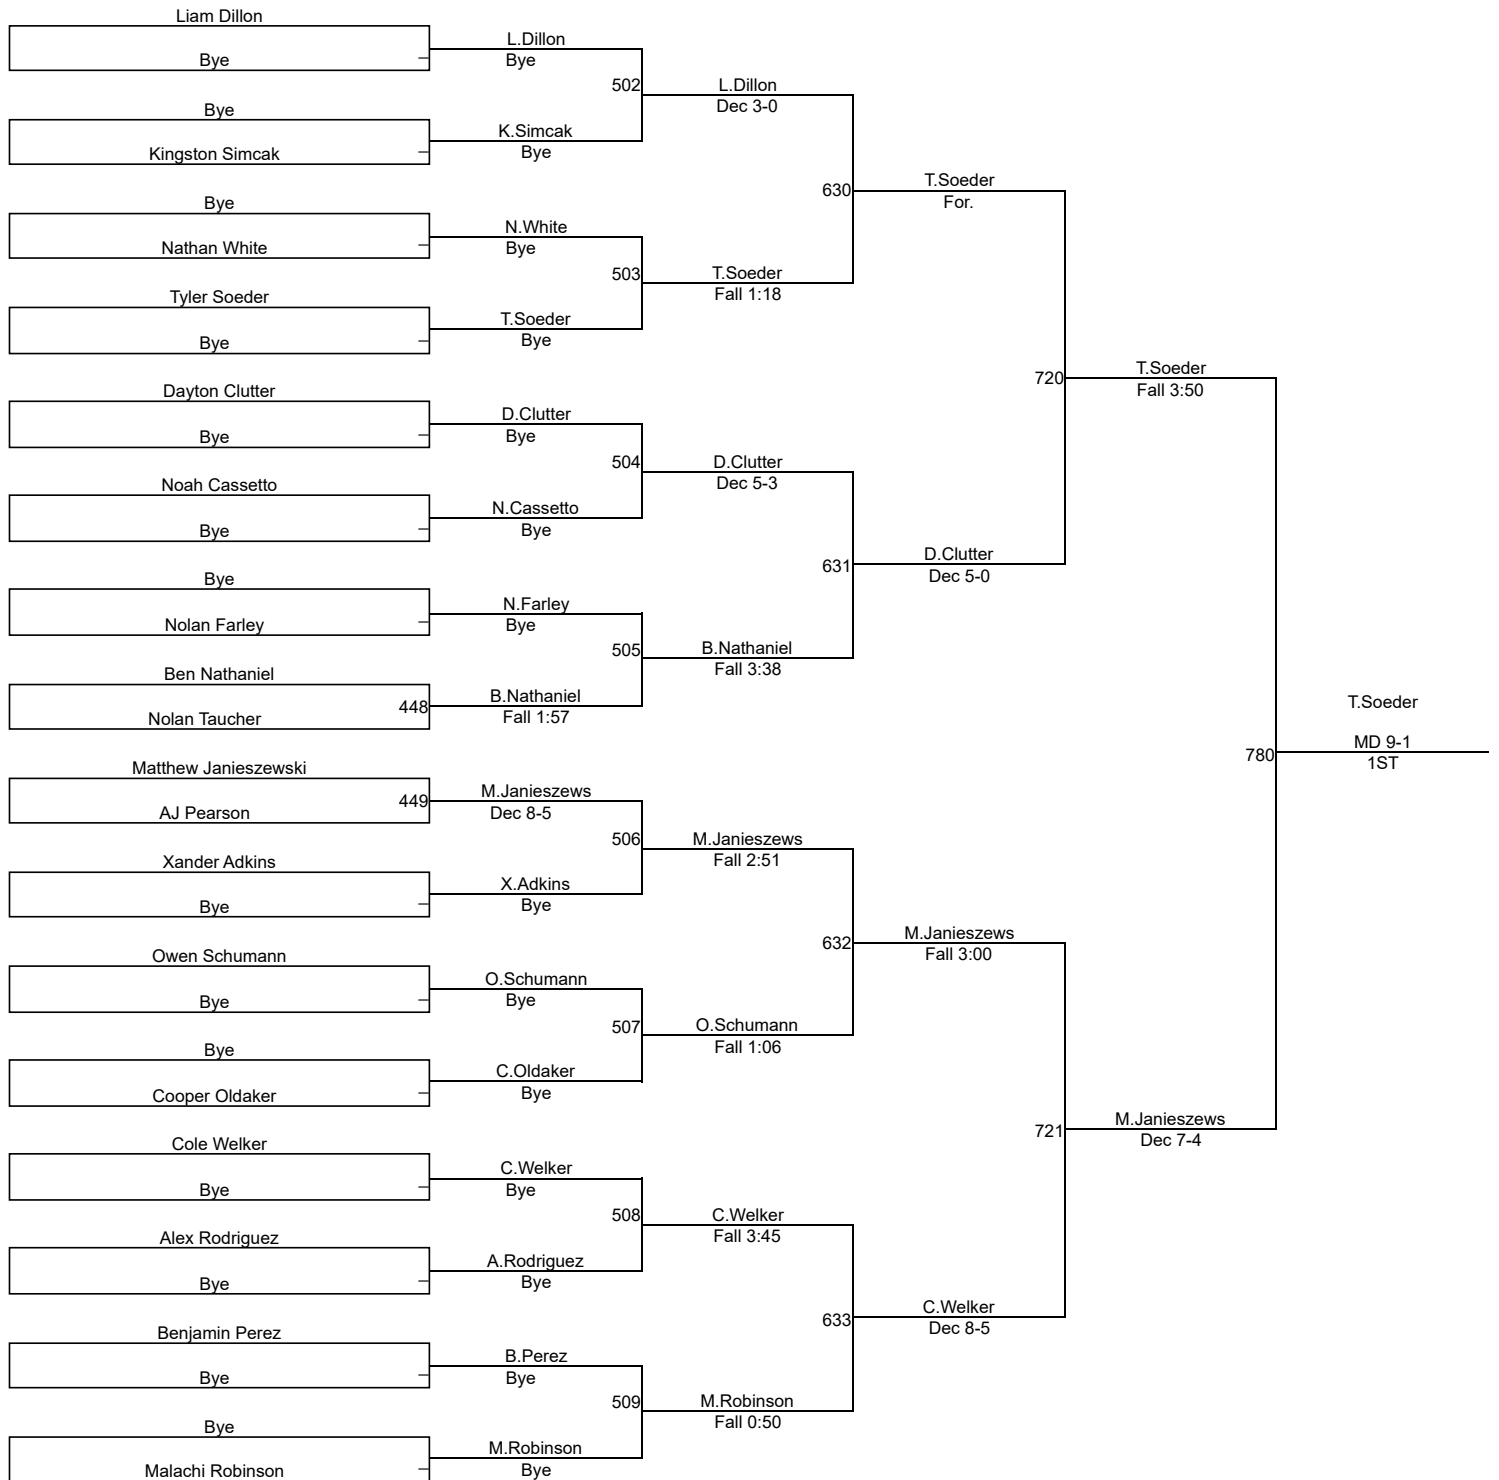 Liam Dillon
Bye
Bye
Kingston Simcak
Bye
Nathan White
Tyler Soeder
Bye
Dayton Clutter
Bye
Noah Cassetto
Bye
Bye
Nolan Farley
Ben Nathaniel
448
Nolan Taucher
Matthew Janieszewski
449
AJ Pearson
Xander Adkins
Bye
Owen Schumann
Bye
Bye
Cooper Oldaker
Cole Welker
Bye
Alex Rodriguez
Bye
Benjamin Perez
Bye
Bye
Malachi Robinson
L.Dillon
Bye
502
K.Simcak
Bye
N.White
Bye
503
T.Soeder
Bye
D.Clutter
Bye
504
N.Cassetto
Bye
N.Farley
Bye
505
B.Nathaniel
Fall 1:57
M.Janieszews
Dec 8-5
506
X.Adkins
Bye
O.Schumann
Bye
507
C.Oldaker
Bye
C.Welker
Bye
508
A.Rodriguez
Bye
B.Perez
Bye
509
M.Robinson
Bye
L.Dillon
Dec 3-0
630
T.Soeder
Fall 1:18
D.Clutter
Dec 5-3
631
B.Nathaniel
Fall 3:38
M.Janieszews
Fall 2:51
632
O.Schumann
Fall 1:06
C.Welker
Fall 3:45
633
M.Robinson
Fall 0:50
T.Soeder
For.
720
D.Clutter
Dec 5-0
M.Janieszews
Fall 3:00
721
C.Welker
Dec 8-5
T.Soeder
Fall 3:50
780
M.Janieszews
Dec 7-4
T.Soeder
MD 9-1
1ST